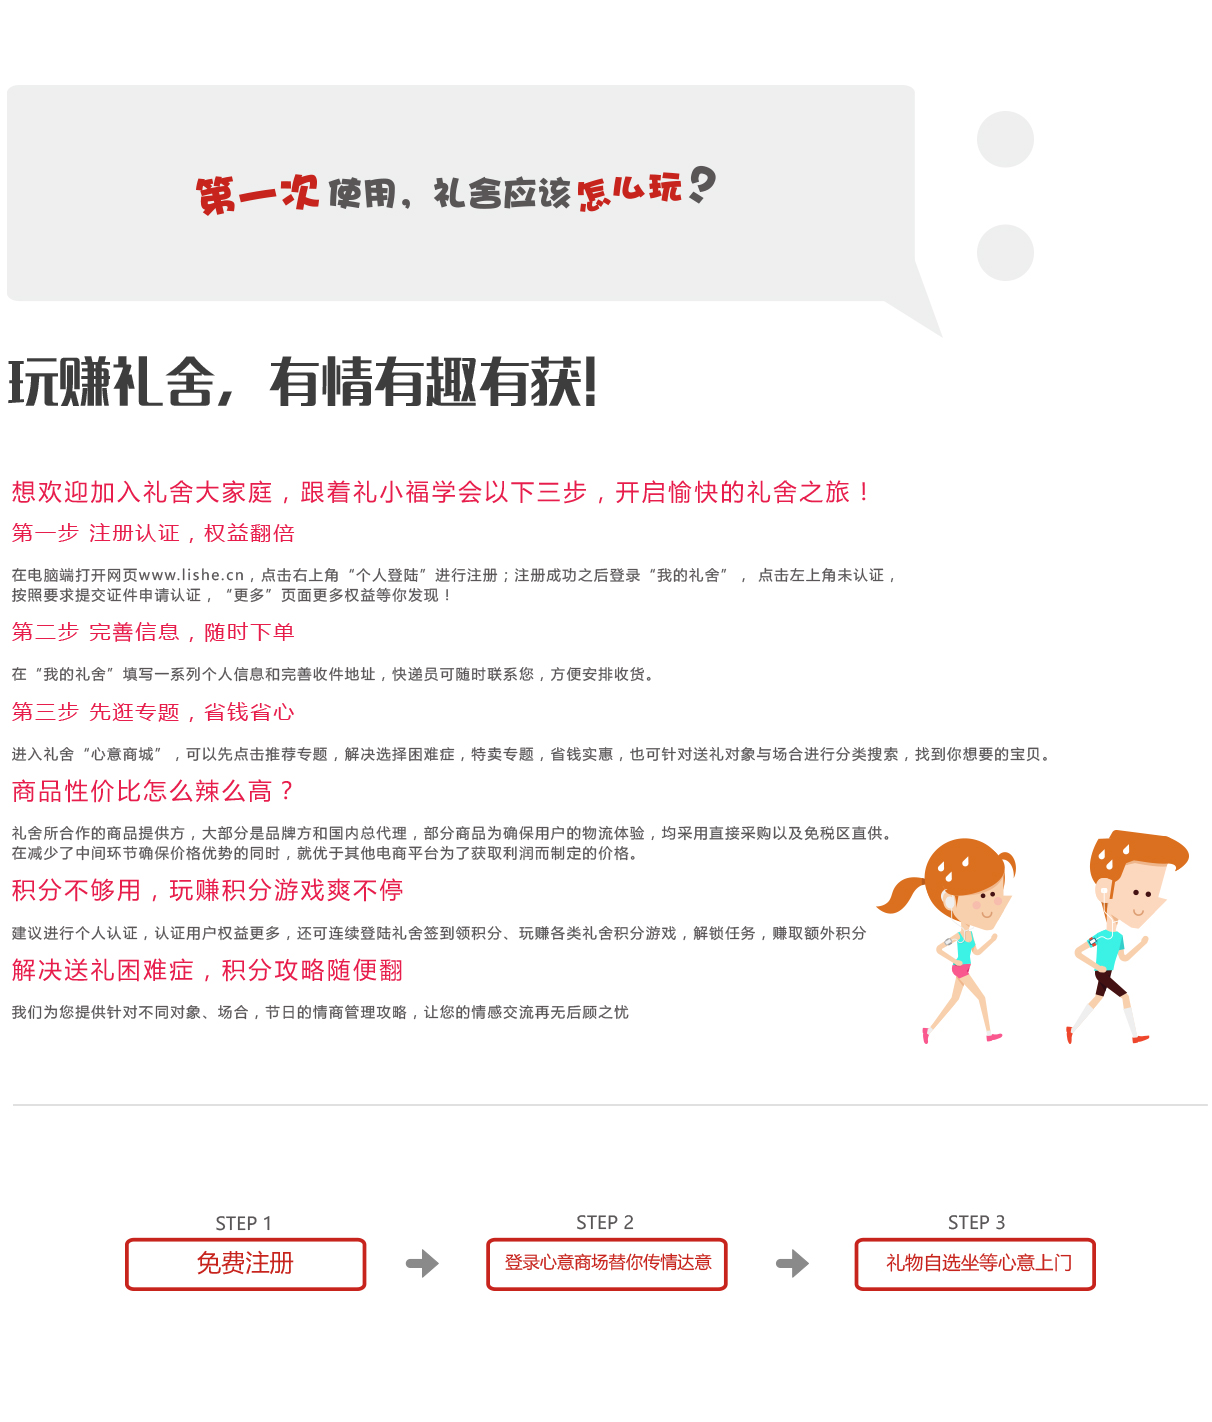 第一次使用，礼舍应该怎么玩？
玩赚礼舍，有情有趣有获!
想欢迎加入礼舍大家庭，跟着礼小福学会以下三步，开启愉快的礼舍之旅！
第一步 注册认证，权益翻倍
在电脑端打开网页www.lishe.cn，点击右上角“个人登陆”进行注册；注册成功之后登录“我的礼舍”， 点击左上角未认证，
按照要求提交证件申请认证，“更多”页面更多权益等你发现！
第二步 完善信息，随时下单
在“我的礼舍”填写一系列个人信息和完善收件地址，快递员可随时联系您，方便安排收货。
第三步 先逛专题，省钱省心
进入礼舍“心意商城”，可以先点击推荐专题，解决选择困难症，特卖专题，省钱实惠，也可针对送礼对象与场合进行分类搜索，找到你想要的宝贝。
商品性价比怎么辣么高？
礼舍所合作的商品提供方，大部分是品牌方和国内总代理，部分商品为确保用户的物流体验，均采用直接采购以及免税区直供。
在减少了中间环节确保价格优势的同时，就优于其他电商平台为了获取利润而制定的价格。
积分不够用，玩赚积分游戏爽不停
建议进行个人认证，认证用户权益更多，还可连续登陆礼舍签到领积分、玩赚各类礼舍积分游戏，解锁任务，赚取额外积分
解决送礼困难症，积分攻略随便翻
我们为您提供针对不同对象、场合，节日的情商管理攻略，让您的情感交流再无后顾之忧
STEP 1
免费注册
STEP 2
登录心意商场替你传情达意
STEP 3
礼物自选坐等心意上门